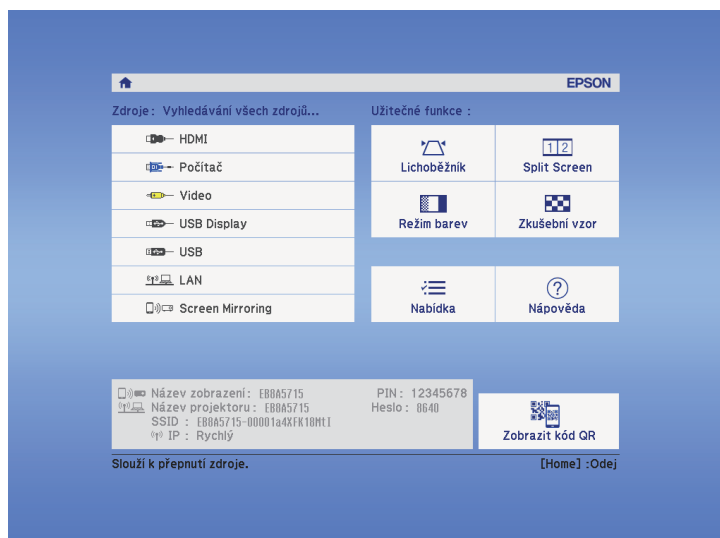 EPSON
Zdroje: Vyhledávání všech zdrojů...
HDMI
Počítač
Video
USB Display
USB
LAN
Screen Mirroring
Užitečné funkce :
Lichoběžník
1 2
Split Screen
Režim barev
Zkušební vzor
Nabídka
?
Nápověda
Název zobrazení: EB8A5715
Název projektoru: EB8A5715
SSID : EB8A5715-00001a4XFK18MtI
IP : Rychlý
PIN: 12345678
Heslo: 8640
Zobrazit kód QR
Slouží k přepnutí zdroje.
[Home] :Odej